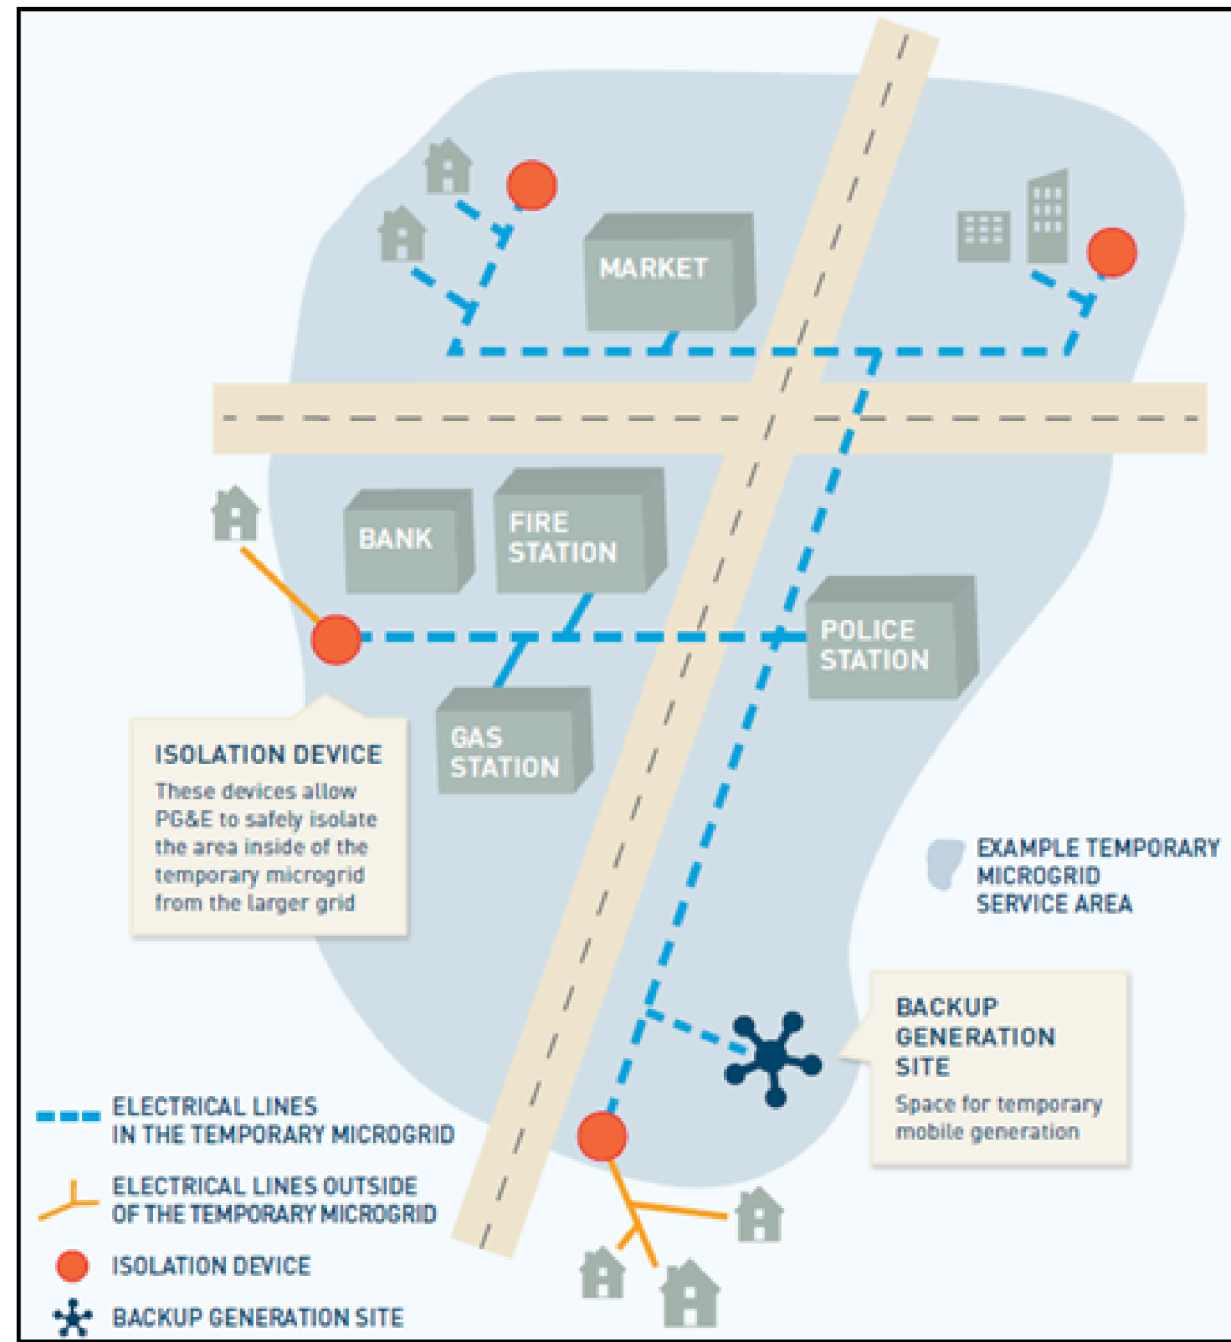 MARKET
BANK
FIRE
STATION
POLICE
STATION
GAS
STATION
ISOLATION DEVICE
These devices allow
PG&E to safely isolate
the area inside of the
temporary microgrid
from the larger grid
EXAMPLE TEMPORARY
MICROGRID
SERVICE AREA
BACKUP
GENERATION
SITE
Space for temporary
mobile generation
ELECTRICAL LINES
IN THE TEMPORARY MICROGRID
ELECTRICAL LINES OUTSIDE
OF THE TEMPORARY MICROGRID
ISOLATION DEVICE
BACKUP GENERATION SITE